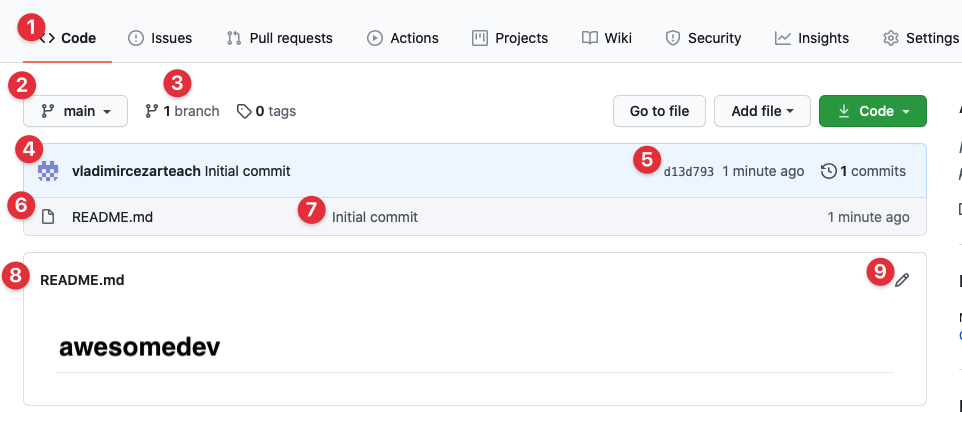 1 Code Issues Pull requests Actions Projects Wiki Security Insights Settings
2 3
main 1 branch 0 tags Go to file Add file Code
4 5
vladimircezarteach Initial commit d13d793 1 minute ago 1 commits
6 7
README.md Initial commit 1 minute ago
8 9
README.md
awesomedev